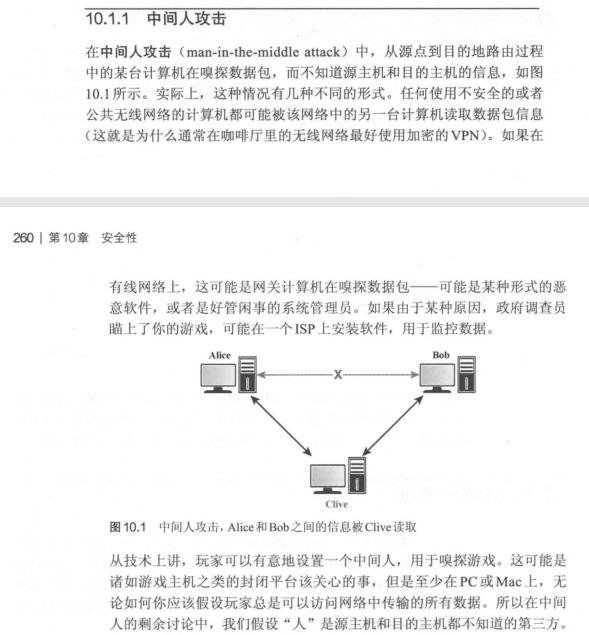 10.1.1 中间人攻击
在中间人攻击（man-in-the-middle attack）中，从源点到目的地路由过程
中的某台计算机在嗅探数据包，而不知道源主机和目的主机的信息，如图
10.1所示。实际上，这种情况有几种不同的形式。任何使用不安全的或者
公共无线网络的计算机都可能被该网络中的另一台计算机读取数据包信息
（这就是为什么通常在咖啡厅里的无线网络最好使用加密的VPN）。如果在
260 | 第10章 安全性
有线网络上，这可能是网关计算机在嗅探数据包——可能是某种形式的恶
意软件，或者是好管闲事的系统管理员。如果由于某种原因，政府调查员
瞄上了你的游戏，可能在一个ISP上安装软件，用于监控数据。
Alice
Bob
X
Clive
图10.1 中间人攻击，Alice和Bob之间的信息被Clive读取
从技术上讲，玩家可以有意地设置一个中间人，用于嗅探游戏。这可能是
诸如游戏主机之类的封闭平台该关心的事，但是至少在PC或Mac上，无
论如何你应该假设玩家总是可以访问网络中传输的所有数据。所以在中间
人的剩余讨论中，我们假设“人”是源主机和目的主机都不知道的第三方。